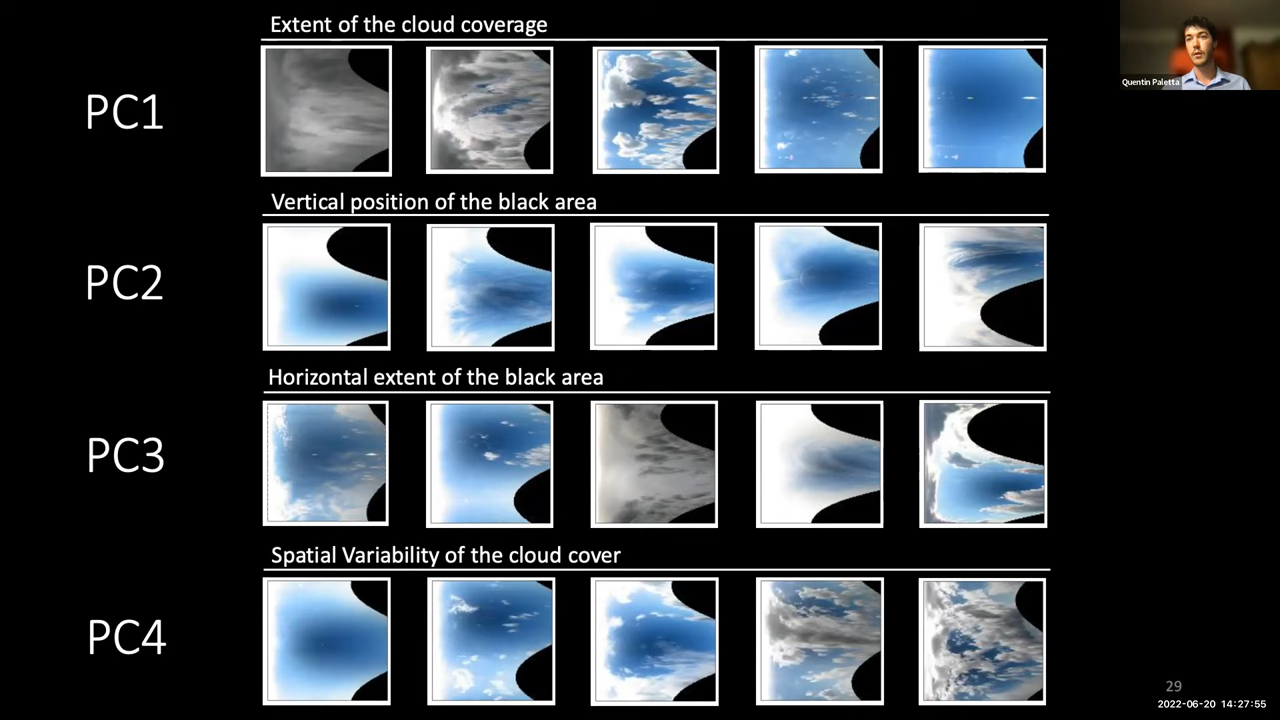 Extent of the cloud coverage
PC1
Quentin Paletta
Vertical position of the black area
PC2
Horizontal extent of the black area
PC3
Spatial Variability of the cloud cover
PC4
29
2022-06-20 14:27:55